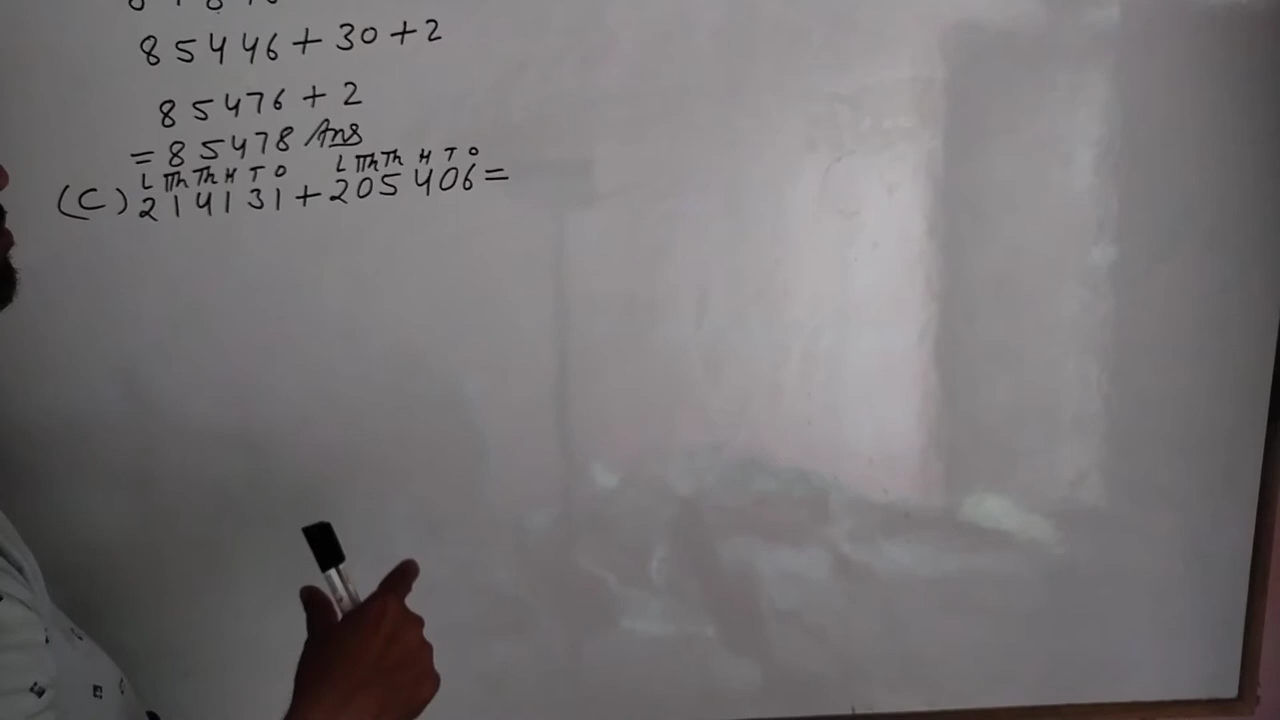 85446+30+2
85476+2
=85478 Ans
L TTh Th H T O L TTh Th H T O
(C) 214131+205406=